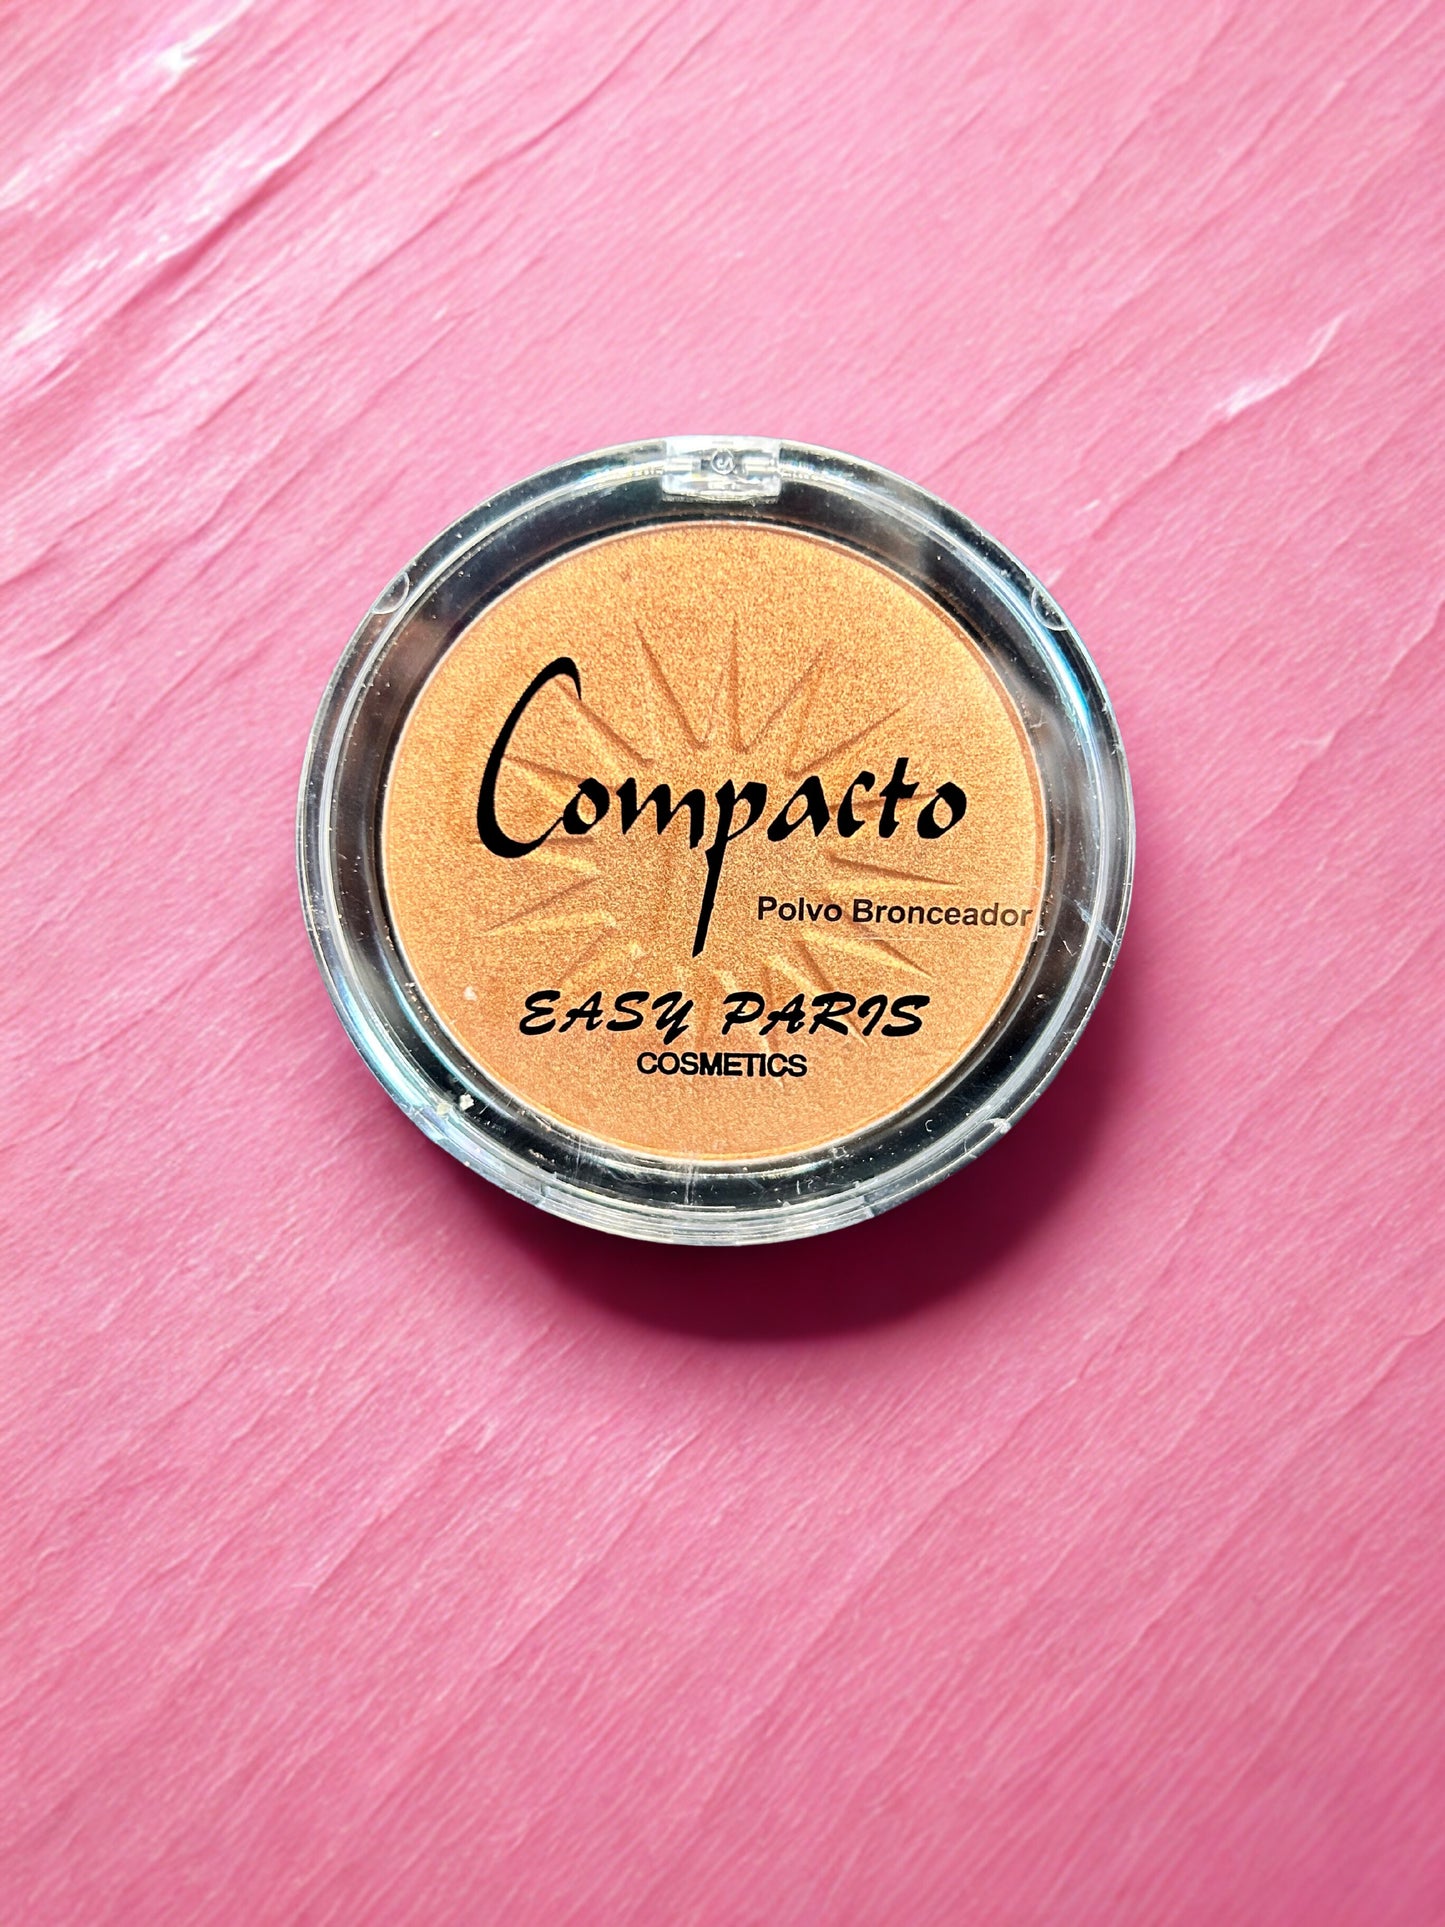 Compacto
Polvo Bronceador
EASY PARIS
COSMETICS